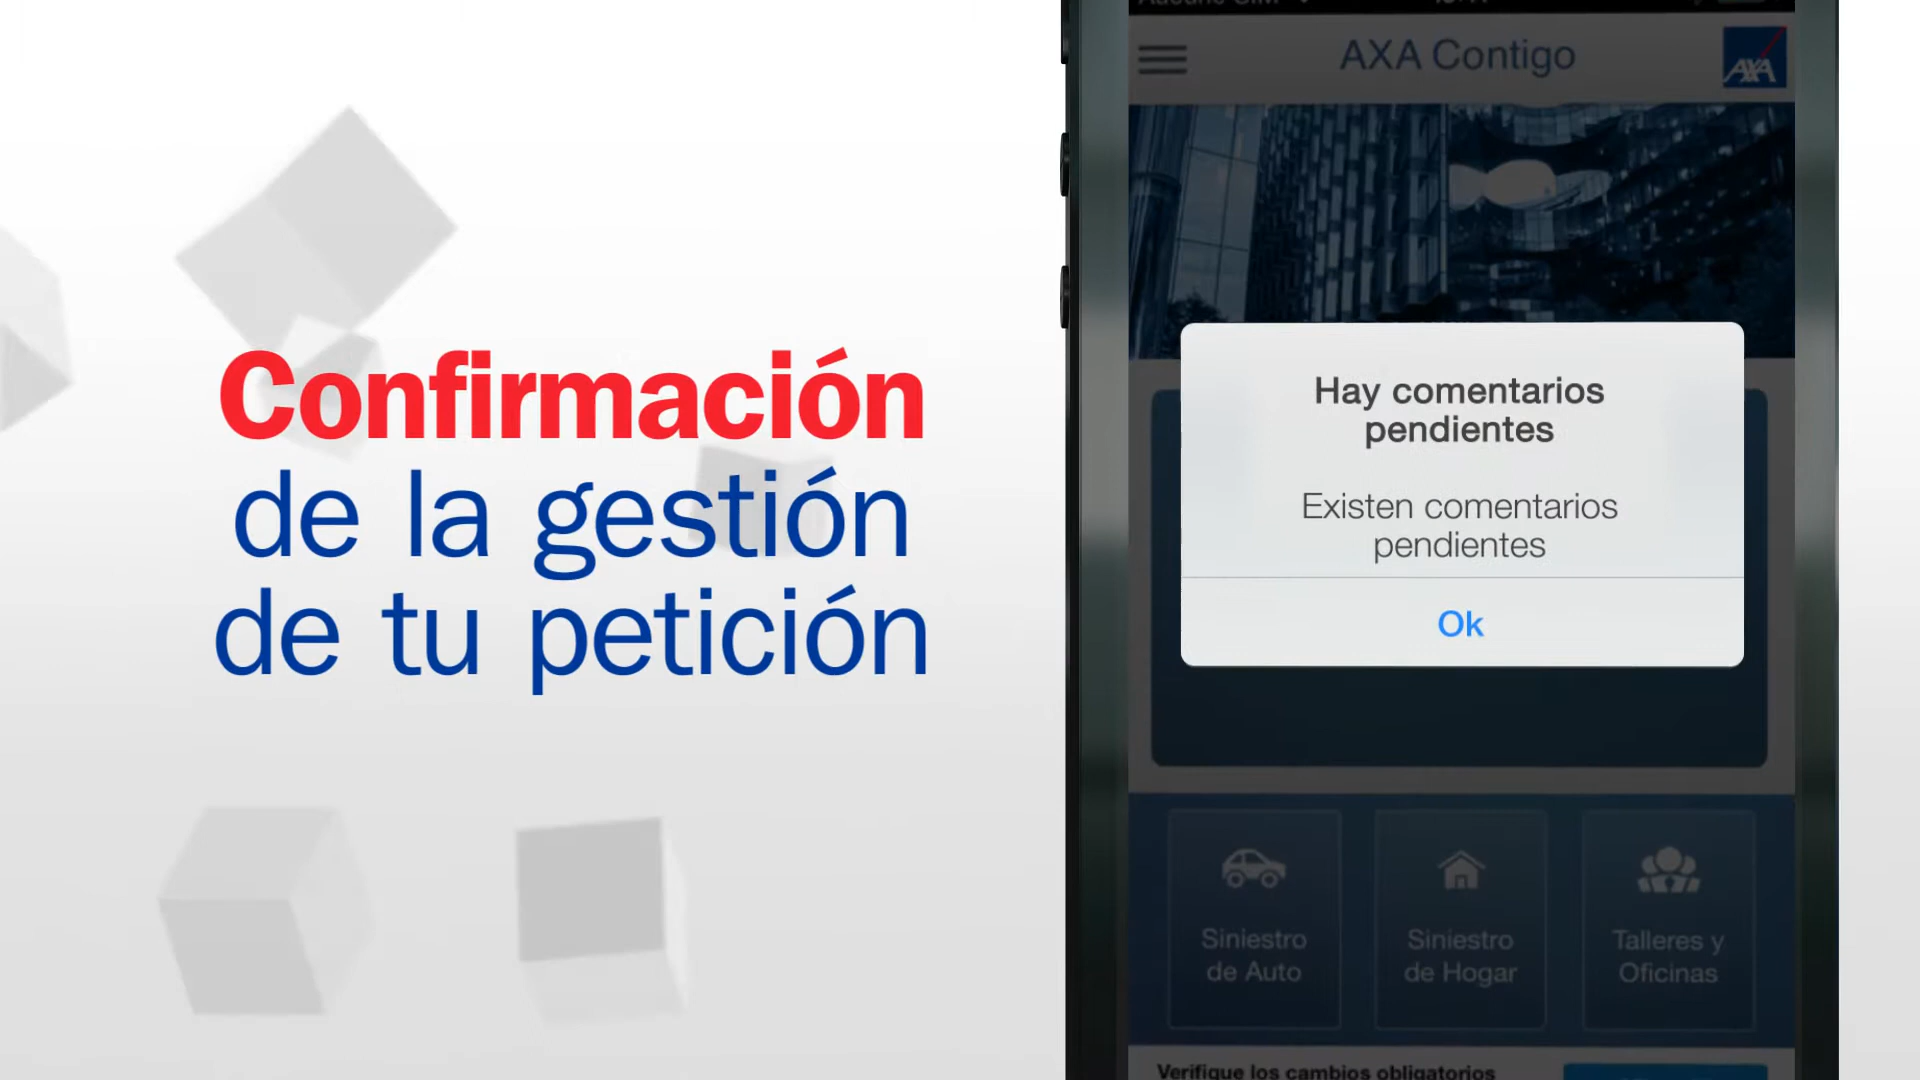 Confirmación
de la gestión
de tu petición
AXA Contigo
AXA
Hay comentarios
pendientes
Existen comentarios
pendientes
Ok
Siniestro
de Auto
Siniestro
de Hogar
Talleres y
Oficinas
Verifique los cambios obligatorios